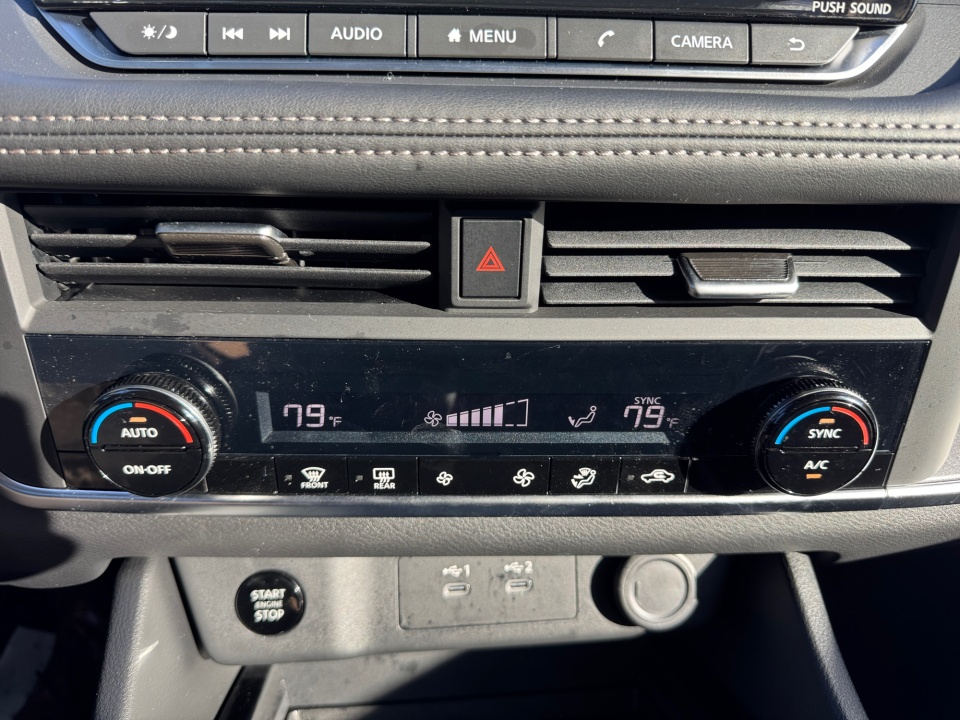 PUSH SOUND
AUDIO MENU CAMERA
79°F SYNC 79°F
AUTO SYNC
ON·OFF A/C
FRONT REAR
1 2
START
ENGINE
STOP